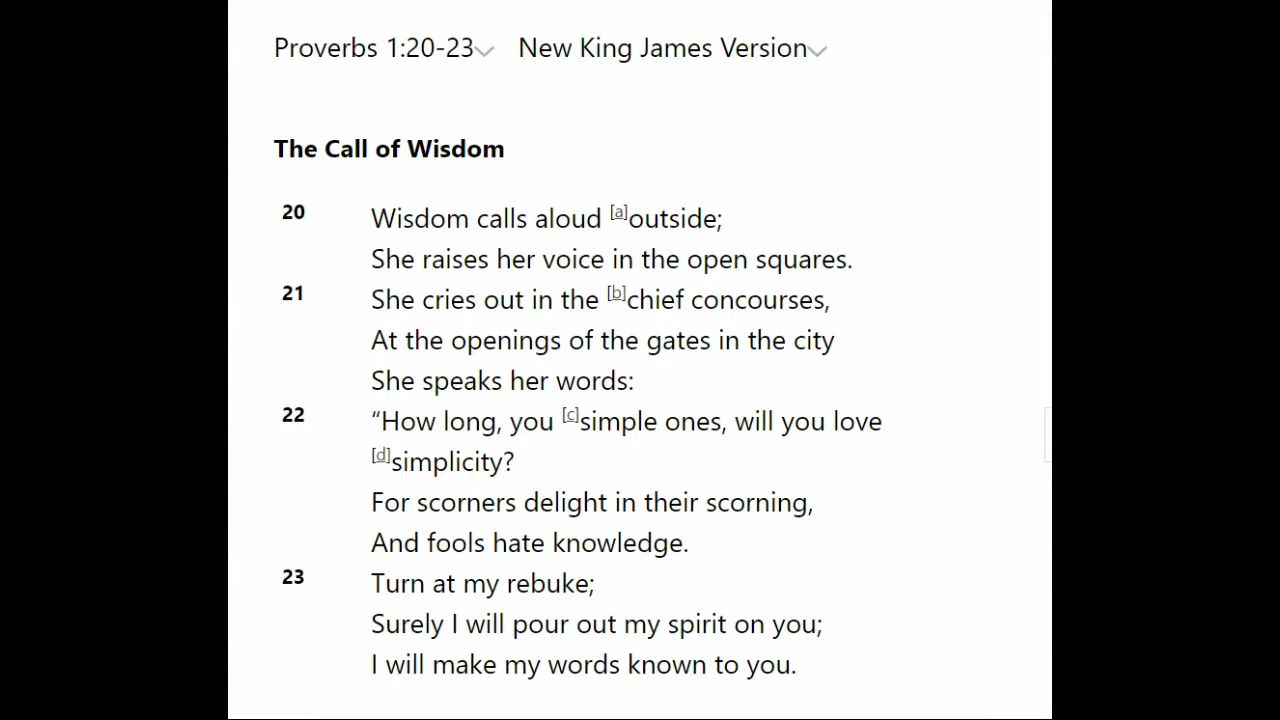 Proverbs 1:20-23 New King James Version
The Call of Wisdom
20 Wisdom calls aloud [a]outside;
She raises her voice in the open squares.
21 She cries out in the [b]chief concourses,
At the openings of the gates in the city
She speaks her words:
22 “How long, you [c]simple ones, will you love
[d]simplicity?
For scorners delight in their scorning,
And fools hate knowledge.
23 Turn at my rebuke;
Surely I will pour out my spirit on you;
I will make my words known to you.